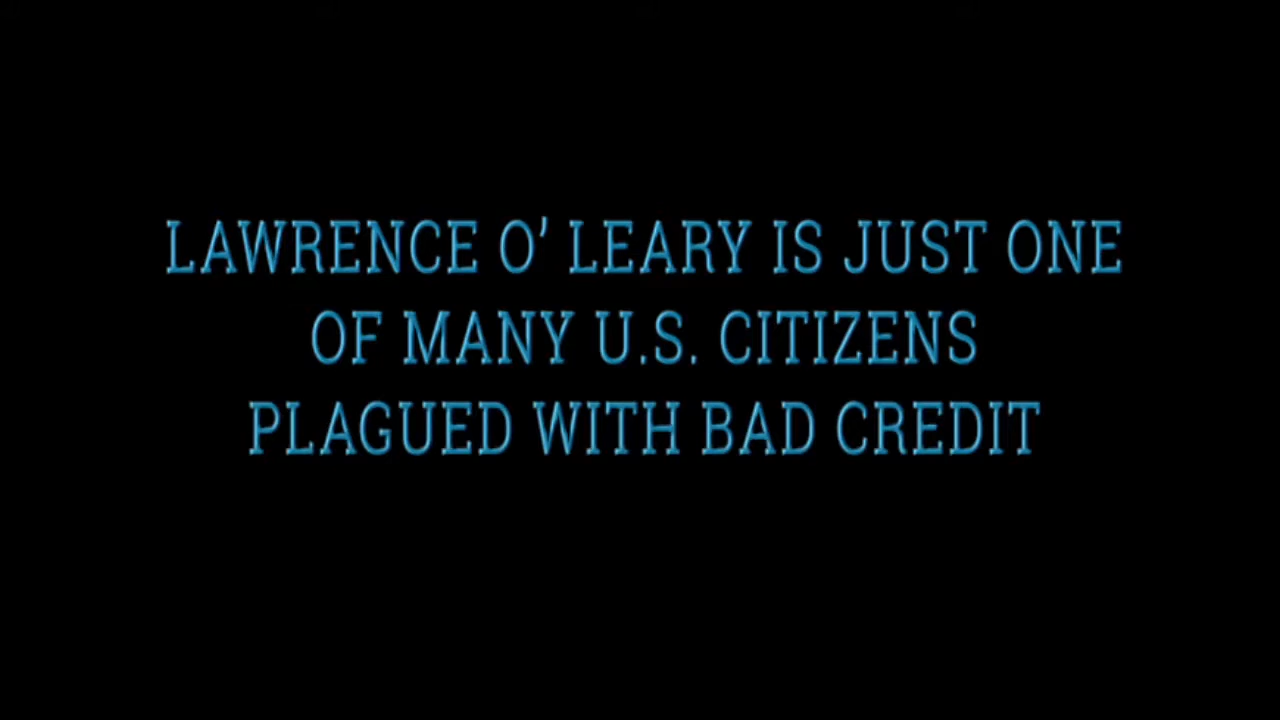 LAWRENCE O’ LEARY IS JUST ONE
OF MANY U.S. CITIZENS
PLAGUED WITH BAD CREDIT